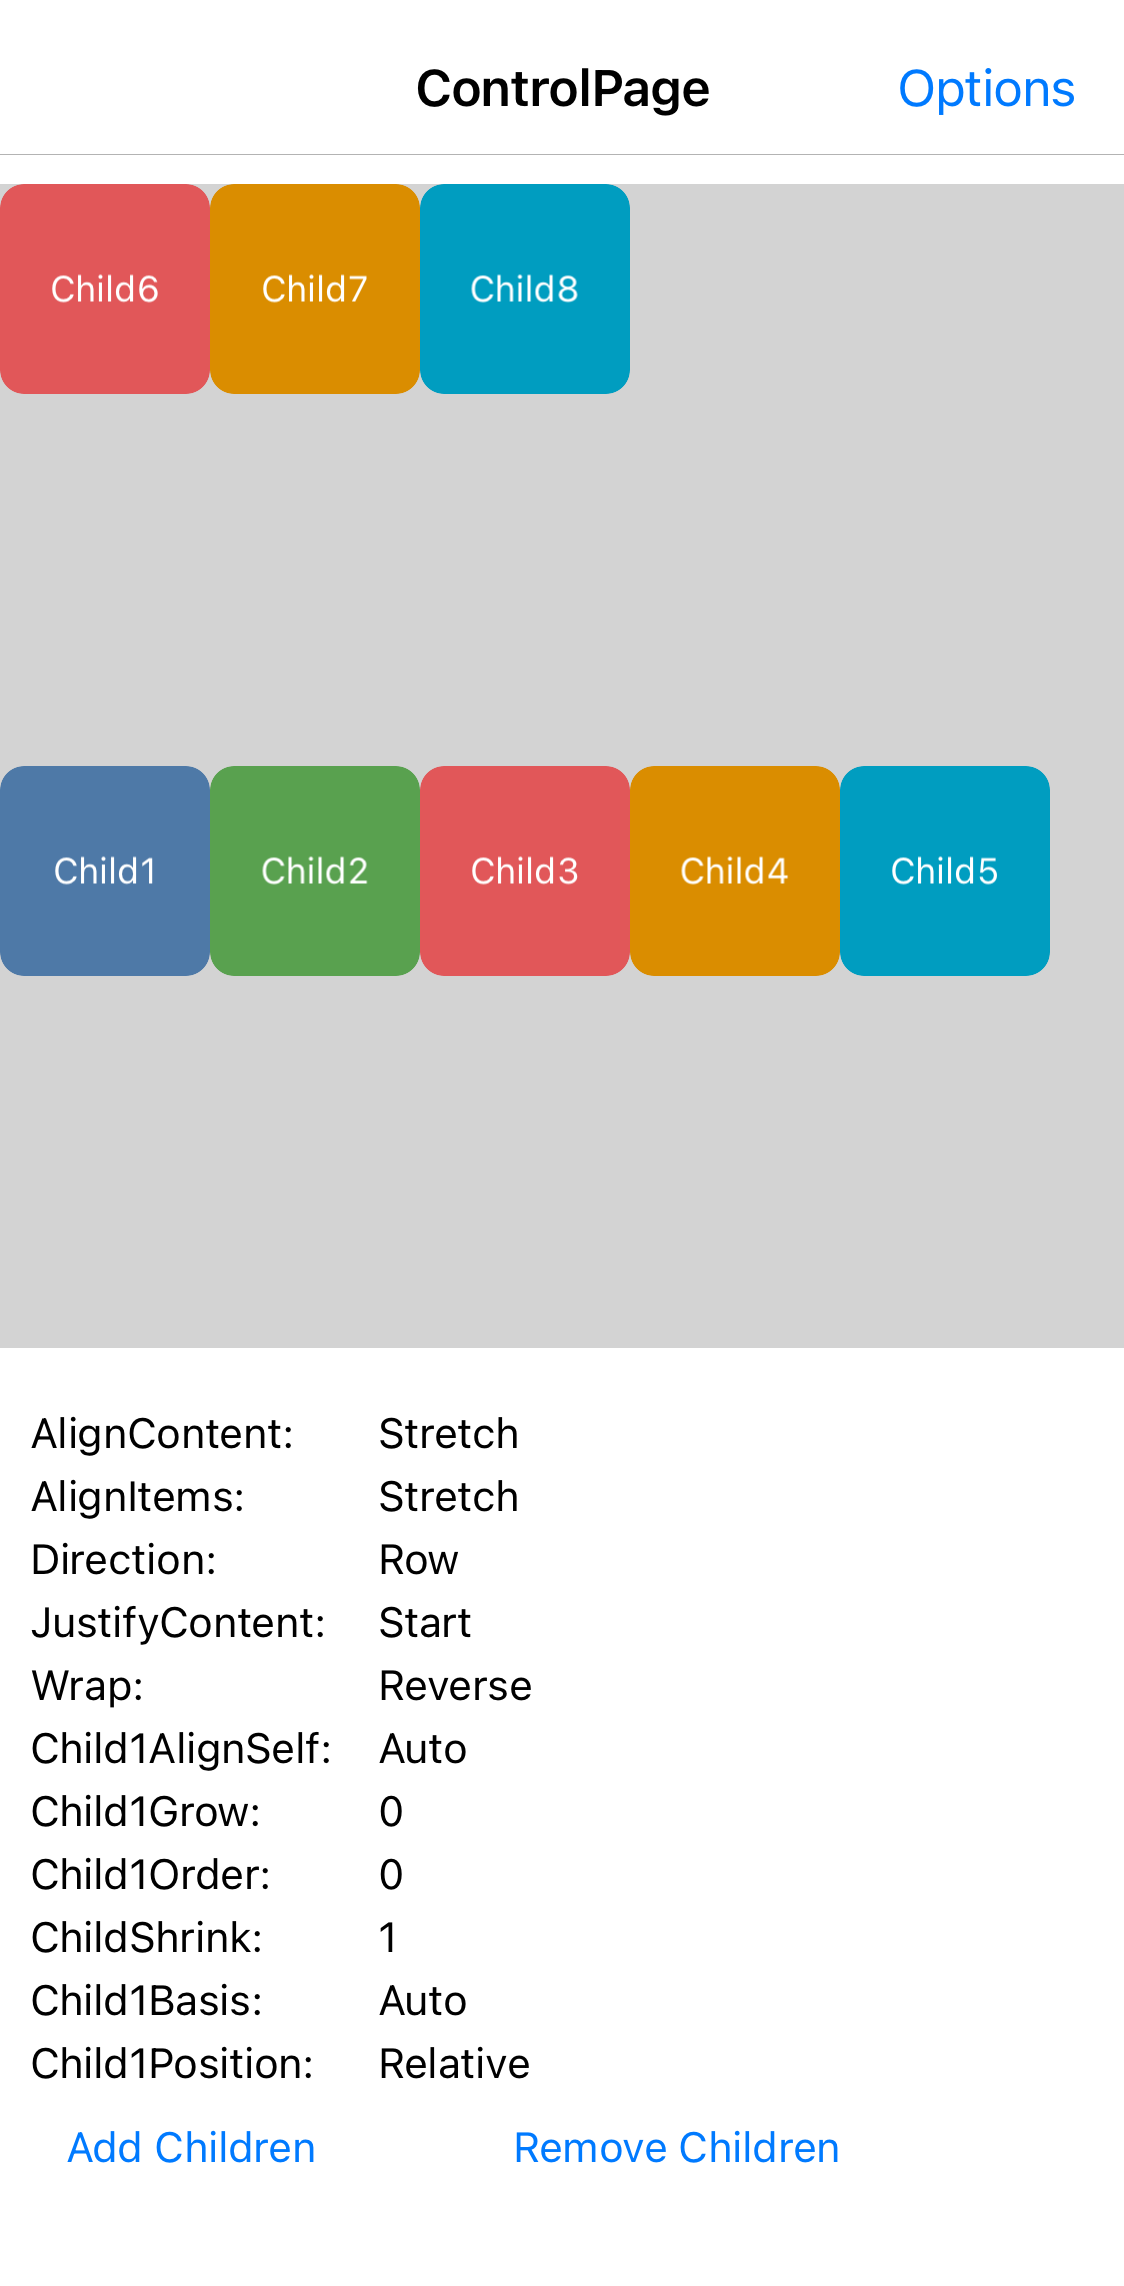 ControlPage
Options
Child6 Child7 Child8
Child1 Child2 Child3 Child4 Child5
AlignContent: Stretch
AlignItems: Stretch
Direction: Row
JustifyContent: Start
Wrap: Reverse
Child1AlignSelf: Auto
Child1Grow: 0
Child1Order: 0
ChildShrink: 1
Child1Basis: Auto
Child1Position: Relative
Add Children Remove Children